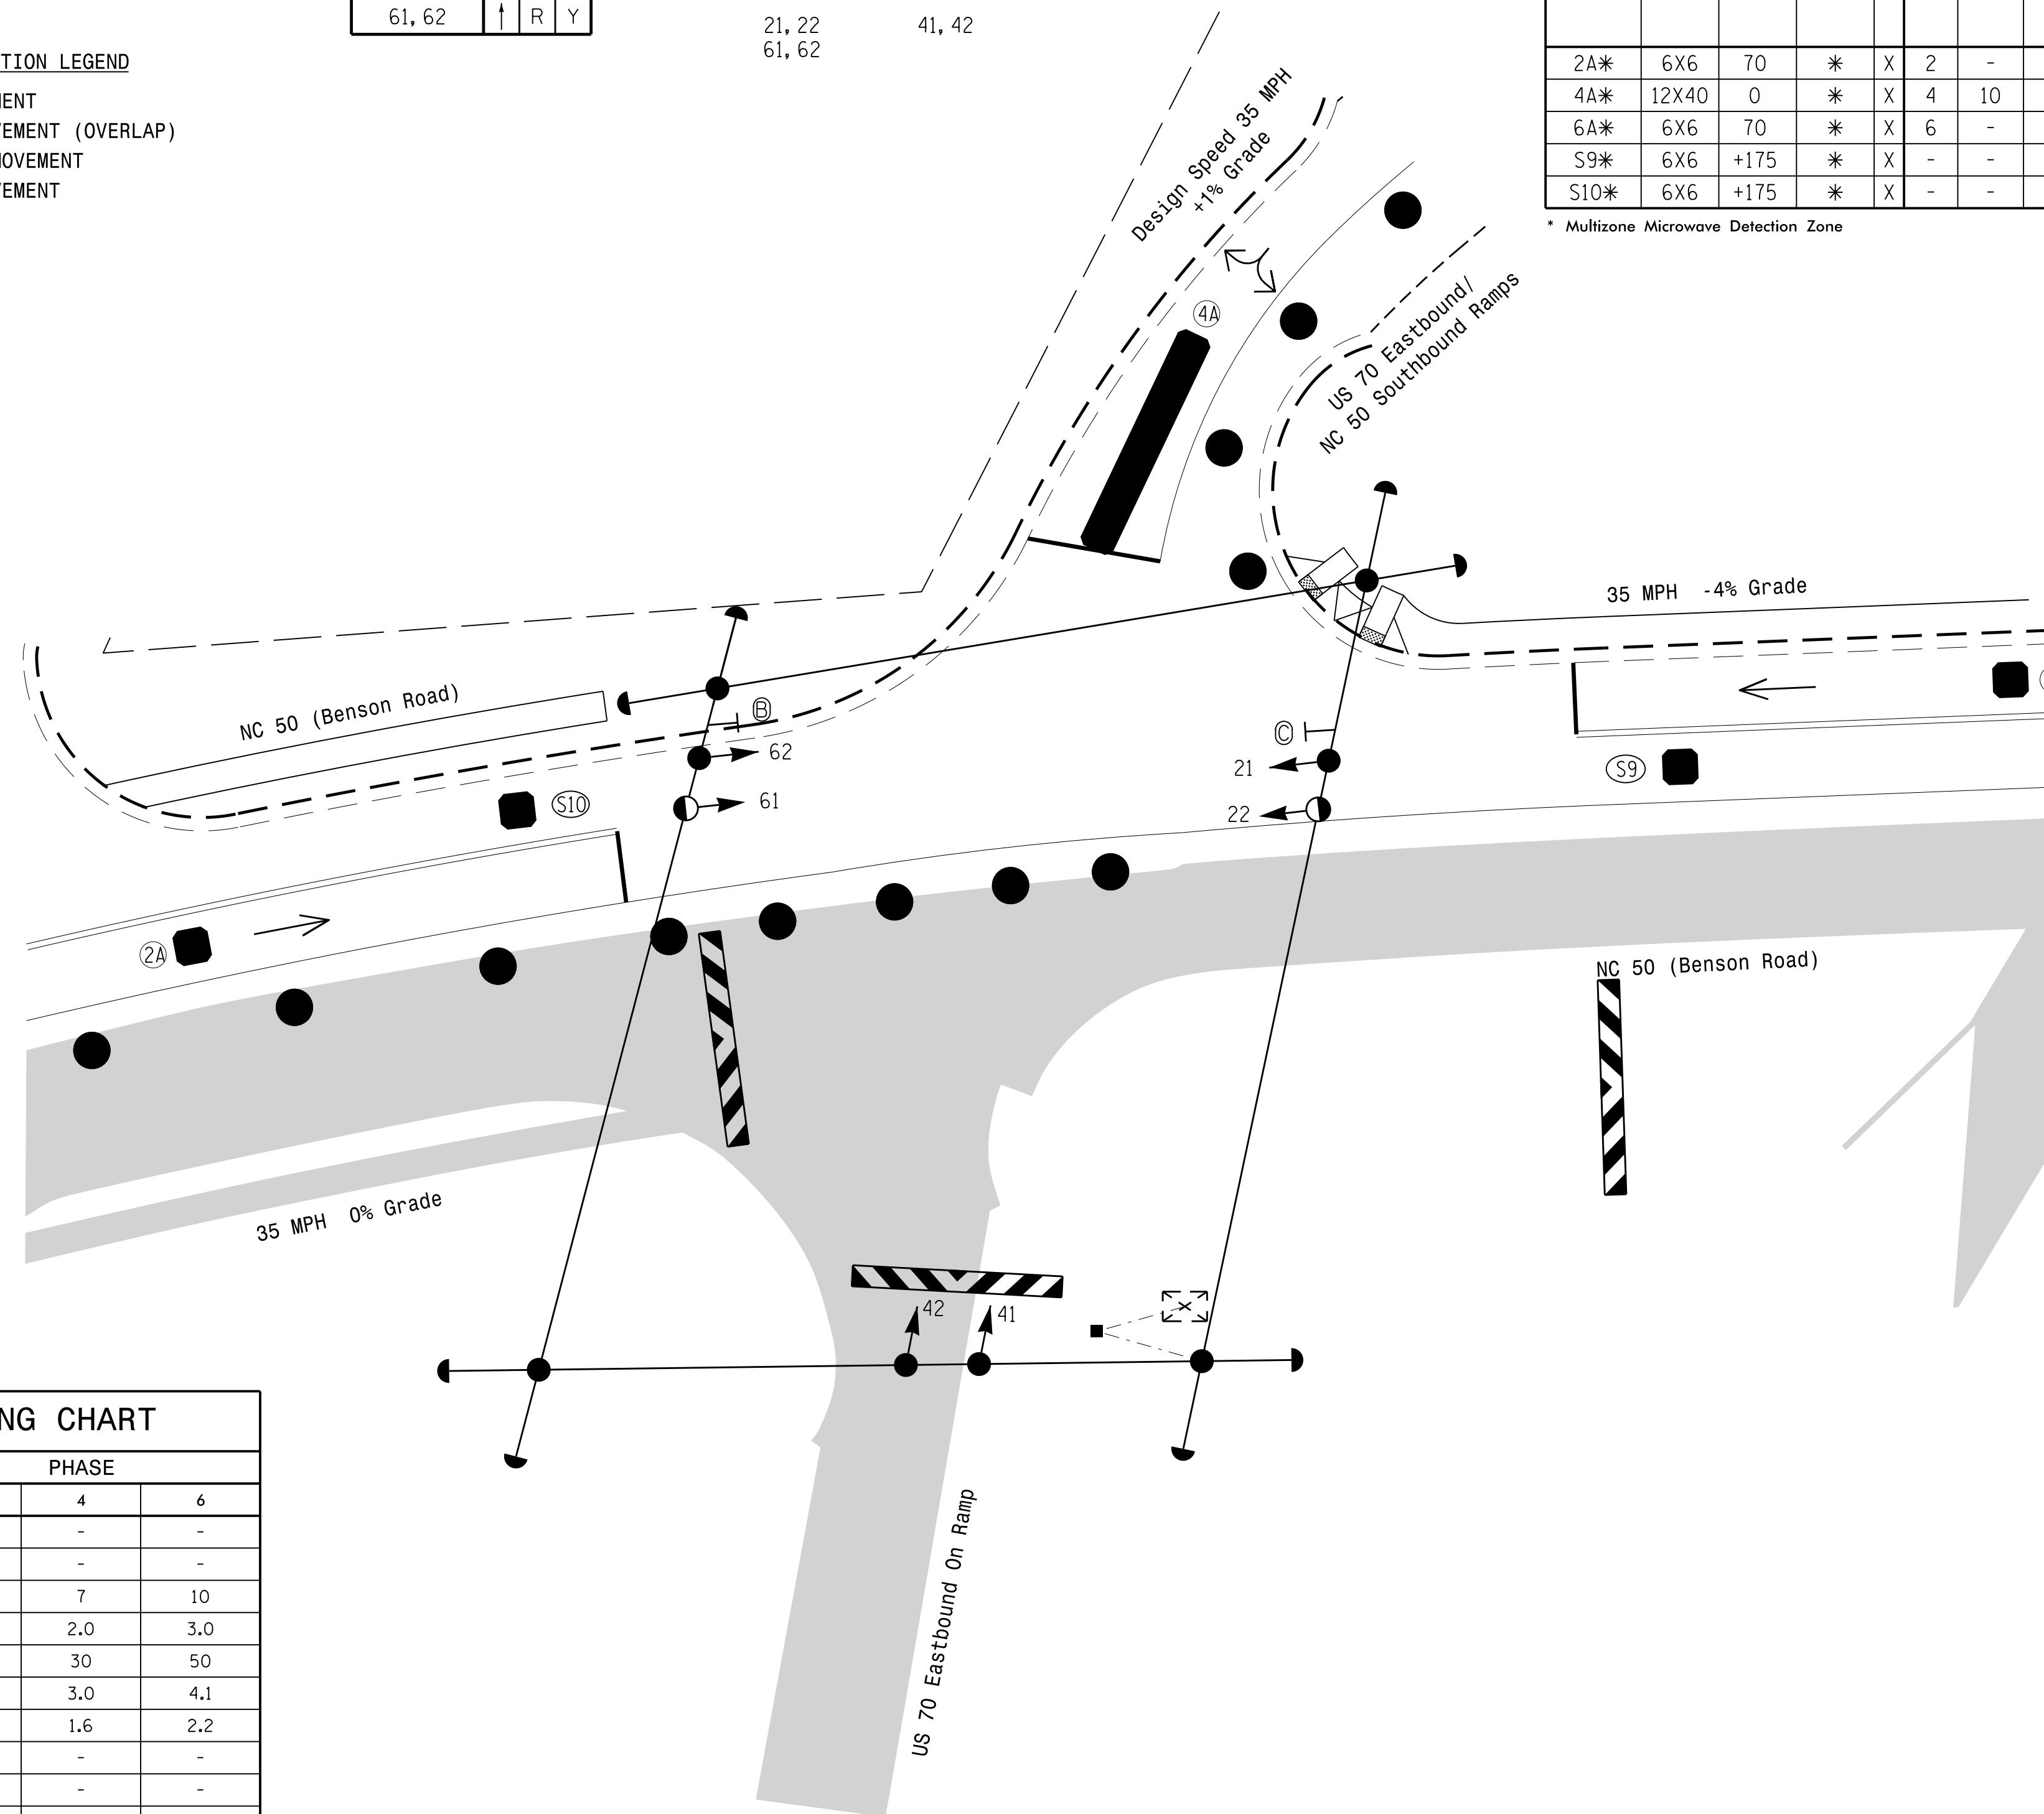 61,62 ↑ R Y
21,22 41,42
61,62
TION LEGEND
MENT
VEMENT (OVERLAP)
MOVEMENT
VEMENT
2A* 6X6 70 * X 2 -
4A* 12X40 0 * X 4 10
6A* 6X6 70 * X 6 -
S9* 6X6 +175 * X - -
S10* 6X6 +175 * X - -
* Multizone Microwave Detection Zone
Design Speed 35 MPH
+1% Grade
4A
US 70 Eastbound/
NC 50 Southbound Ramps
35 MPH -4% Grade
NC 50 (Benson Road)
B
62
61
C
21
22
S9
S10
2A
NC 50 (Benson Road)
35 MPH 0% Grade
42
41
US 70 Eastbound On Ramp
NG CHART
PHASE
4 6
- -
- -
7 10
2.0 3.0
30 50
3.0 4.1
1.6 2.2
- -
- -